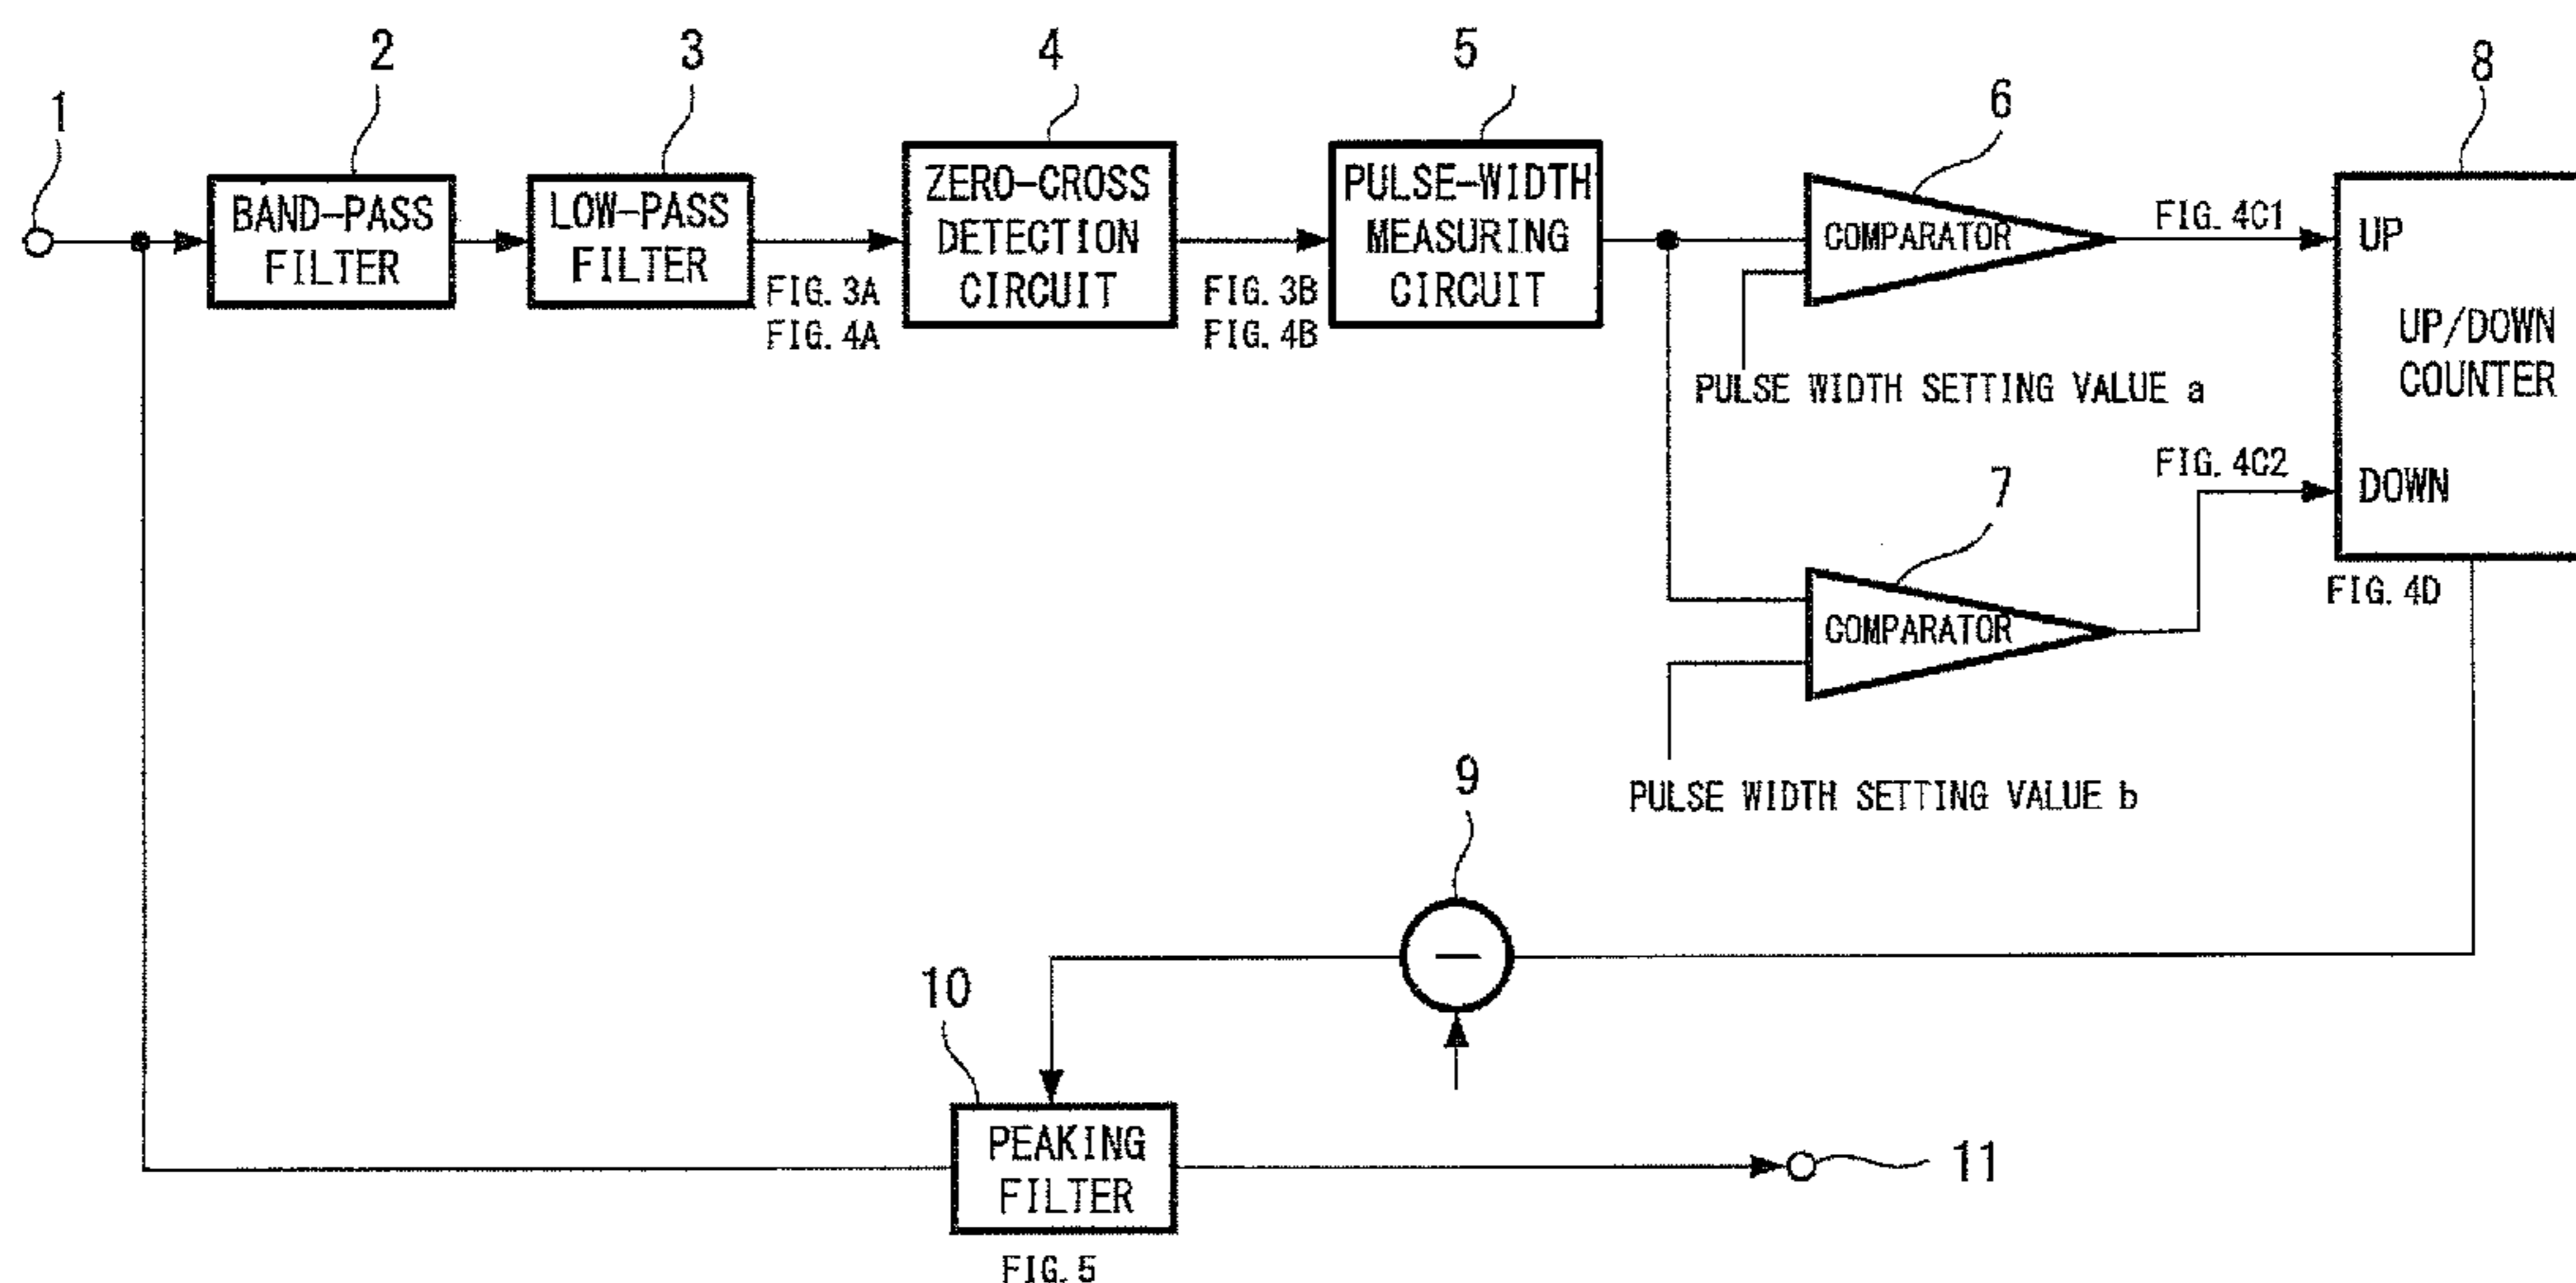 1
2
3
4
5
6
7
8
9
10
11
BAND-PASS
FILTER
LOW-PASS
FILTER
FIG. 3A
FIG. 4A
ZERO-CROSS
DETECTION
CIRCUIT
FIG. 3B
FIG. 4B
PULSE-WIDTH
MEASURING
CIRCUIT
COMPARATOR
PULSE WIDTH SETTING VALUE a
FIG. 4C1
UP
UP/DOWN
COUNTER
DOWN
FIG. 4C2
FIG. 4D
COMPARATOR
PULSE WIDTH SETTING VALUE b
−
PEAKING
FILTER
FIG. 5